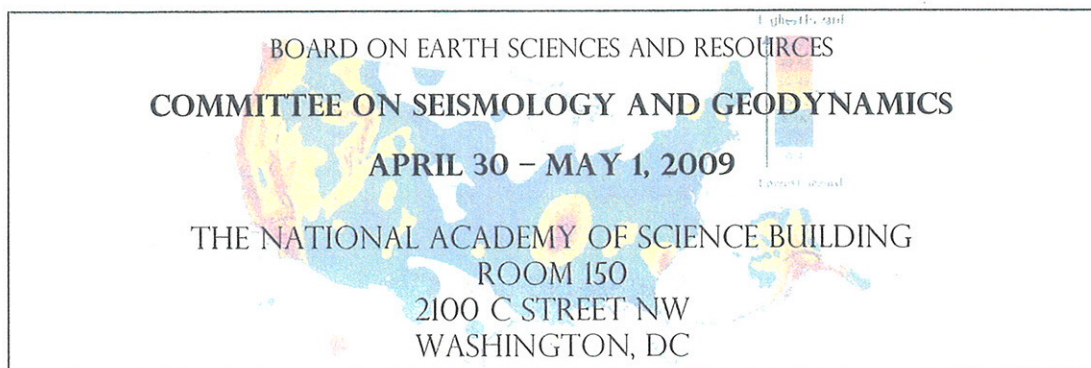 BOARD ON EARTH SCIENCES AND RESOURCES
COMMITTEE ON SEISMOLOGY AND GEODYNAMICS
APRIL 30 – MAY 1, 2009
THE NATIONAL ACADEMY OF SCIENCE BUILDING
ROOM 150
2100 C STREET NW
WASHINGTON, DC